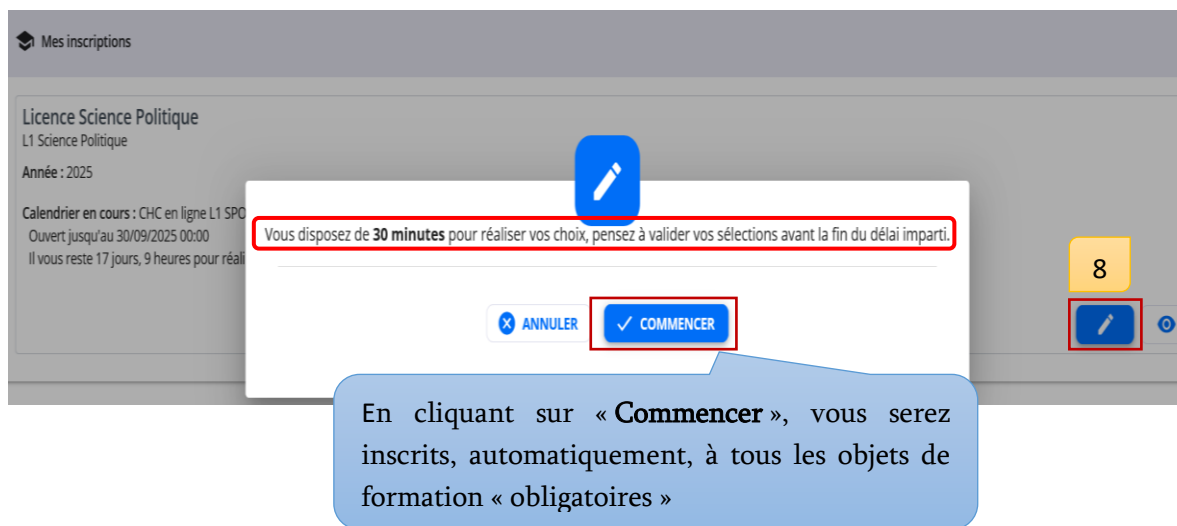 Mes inscriptions
Licence Science Politique
L1 Science Politique
Année : 2025
Calendrier en cours : CHC en ligne L1 SPO
Ouvert jusqu'au 30/09/2025 00:00
Il vous reste 17 jours, 9 heures pour réali
Vous disposez de 30 minutes pour réaliser vos choix, pensez à valider vos sélections avant la fin du délai imparti.
8
ANNULER
COMMENCER
En cliquant sur « Commencer », vous serez
inscrits, automatiquement, à tous les objets de
formation « obligatoires »